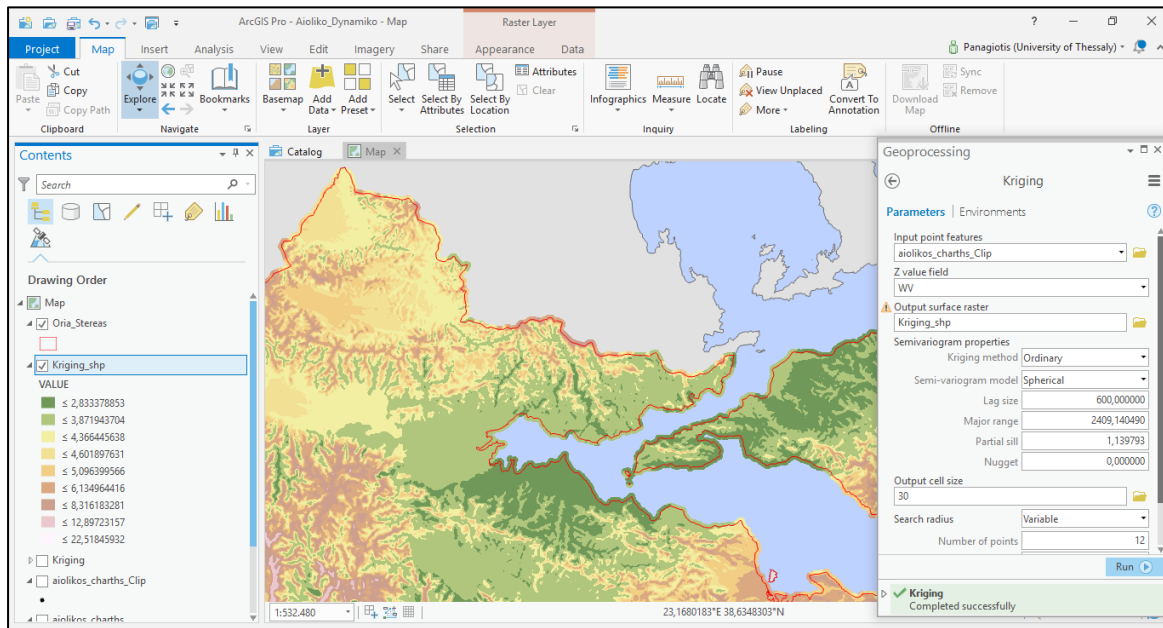 ArcGIS Pro - Aioliko_Dynamiko - Map
Raster Layer
?
Project Map Insert Analysis View Edit Imagery Share Appearance Data
Panagiotis (University of Thessaly)
Paste
Cut
Copy
Copy Path
Clipboard
Explore
Bookmarks
Navigate
Basemap
Add Data
Add Preset
Layer
Select
Select By Attributes
Select By Location
Attributes
Clear
Selection
Infographics
Measure
Locate
Inquiry
Pause
View Unplaced
More
Convert To Annotation
Labeling
Download Map
Sync
Remove
Offline
Contents
Search
Drawing Order
Map
Oria_Stereas
Kriging_shp
VALUE
≤ 2,833378853
≤ 3,871943704
≤ 4,366445638
≤ 4,601897631
≤ 5,096399566
≤ 6,134964416
≤ 8,316183281
≤ 12,89723157
≤ 22,51845932
Kriging
aiolikos_charths_Clip
aiolikos_charths
Catalog
Map
1:532.480
23,1680183°E 38,6348303°N
Geoprocessing
Kriging
Parameters | Environments
Input point features
aiolikos_charths_Clip
Z value field
WV
Output surface raster
Kriging_shp
Semivariogram properties
Kriging method Ordinary
Semi-variogram model Spherical
Lag size 600,000000
Major range 2409,140490
Partial sill 1,139793
Nugget 0,000000
Output cell size
30
Search radius Variable
Number of points 12
Run
Kriging
Completed successfully